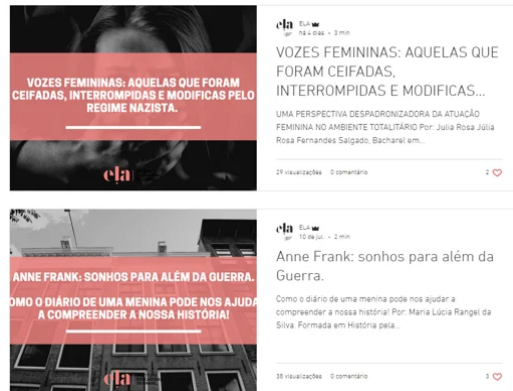 VOZES FEMININAS: AQUELAS QUE FORAM
CEIFADAS, INTERROMPIDAS E MODIFICAS PELO
REGIME NAZISTA.
ela
ela
ELA
há 4 dias • 3 min
VOZES FEMININAS: AQUELAS QUE
FORAM CEIFADAS,
INTERROMPIDAS E MODIFICAS...
UMA PERSPECTIVA DESPADRONIZADORA DA ATUAÇÃO
FEMININA NO AMBIENTE TOTALITÁRIO Por: Julia Rosa Júlia
Rosa Fernandes Salgado, Bacharel em...
29 visualizações 0 comentário
2
ANNE FRANK: SONHOS PARA ALÉM DA GUERRA.
OMO O DIÁRIO DE UMA MENINA PODE NOS AJUDA
A COMPREENDER A NOSSA HISTÓRIA!
ela
ela
ELA
10 de jul. • 2 min
Anne Frank: sonhos para além da
Guerra.
Como o diário de uma menina pode nos ajudar a
compreender a nossa história! Por: Maria Lúcia Rangel da
Silva. Formada em História pela...
38 visualizações 0 comentário
3